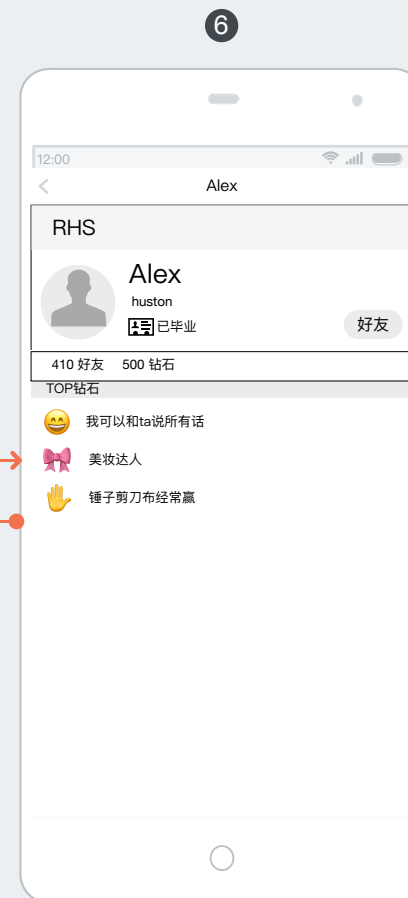 6
12:00
Alex
RHS
Alex
huston
已毕业
好友
410 好友 500 钻石
TOP钻石
我可以和ta说所有话
美妆达人
锤子剪刀布经常赢